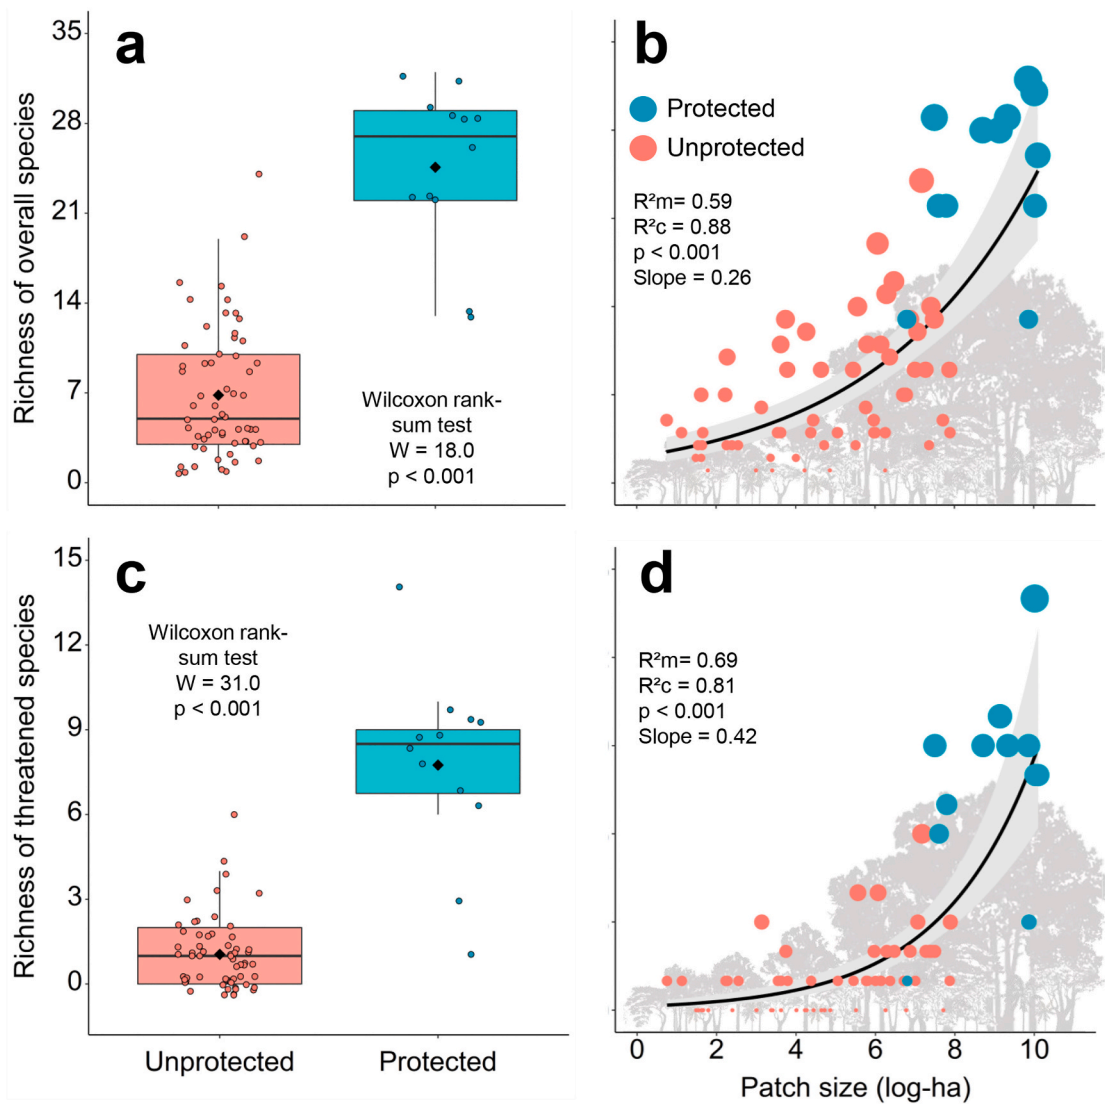 a
Richness of overall species
35
28
21
14
7
0
Wilcoxon rank-
sum test
W = 18.0
p < 0.001
b
Protected
Unprotected
R²m= 0.59
R²c = 0.88
p < 0.001
Slope = 0.26
c
Richness of threatened species
15
12
9
6
3
0
Wilcoxon rank-
sum test
W = 31.0
p < 0.001
Unprotected
Protected
d
R²m= 0.69
R²c = 0.81
p < 0.001
Slope = 0.42
0 2 4 6 8 10
Patch size (log-ha)